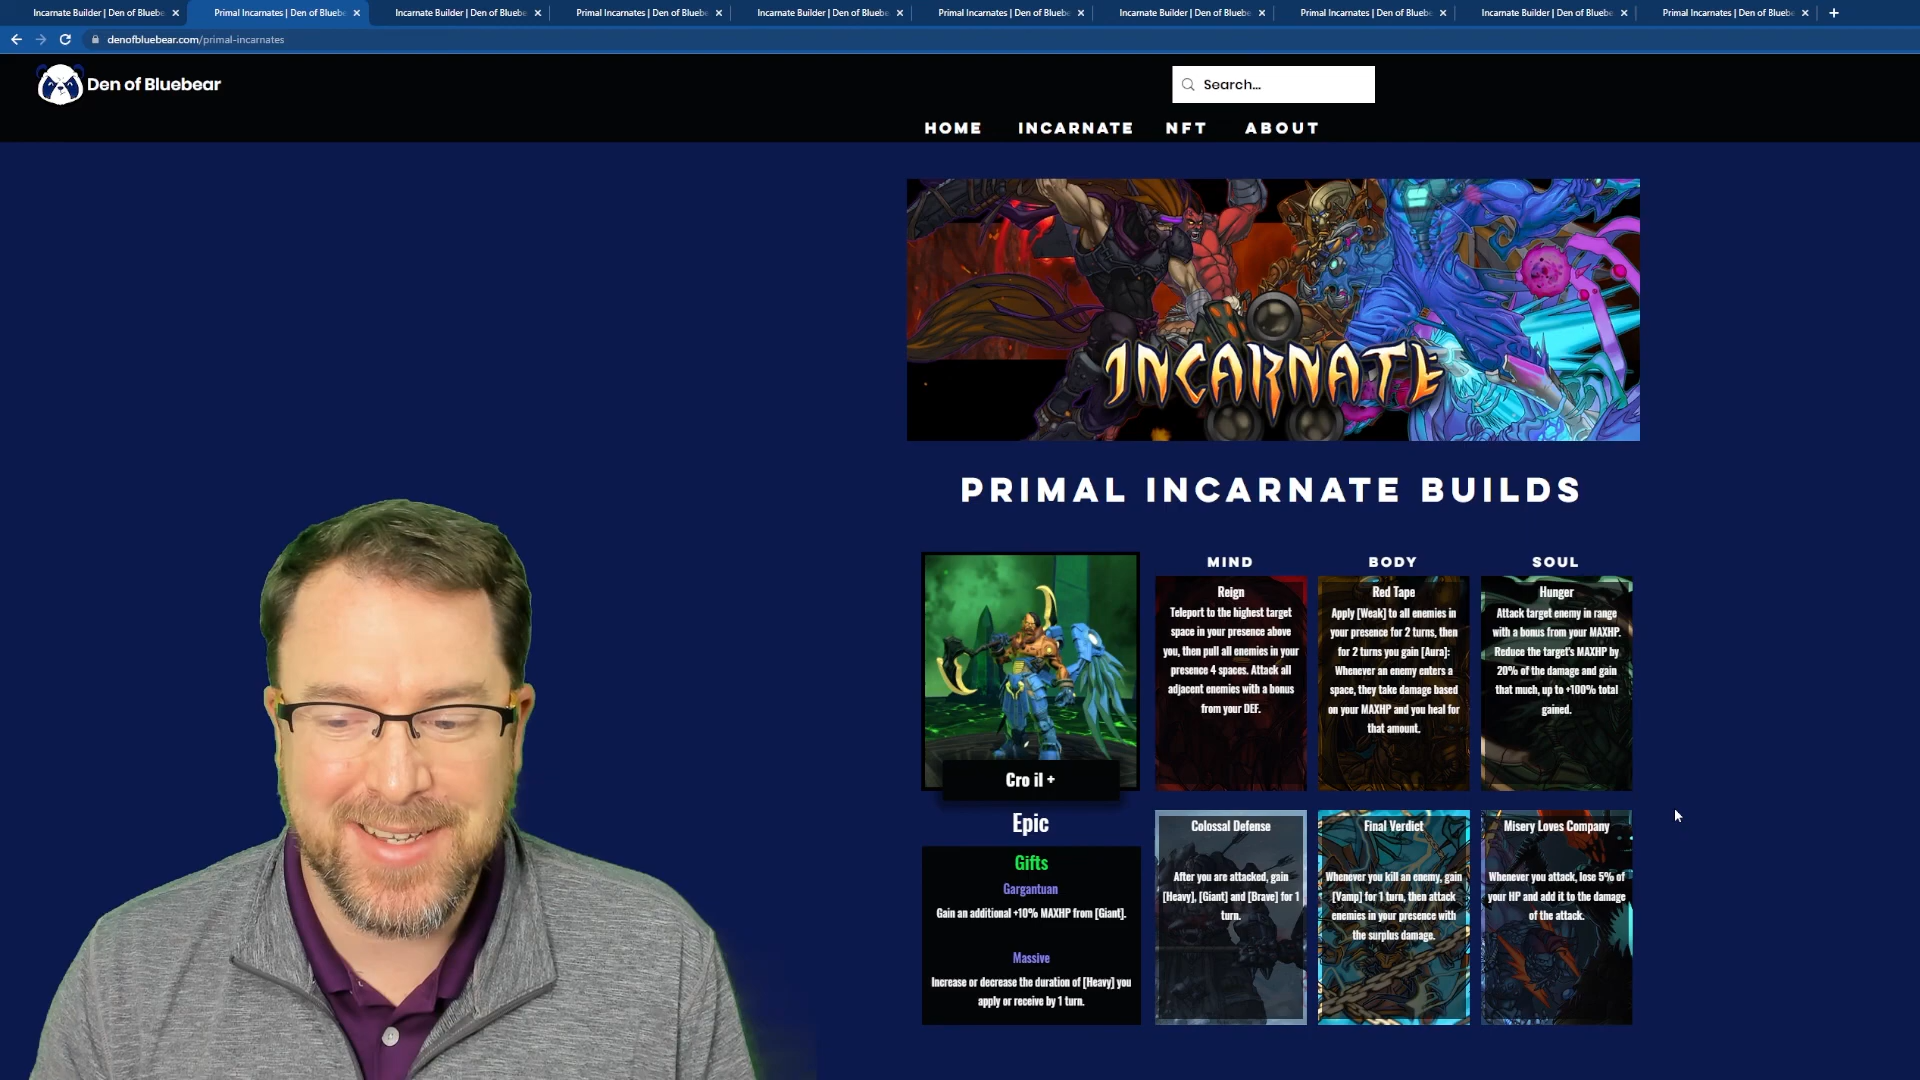 Incarnate Builder | Den of Bluebe
Primal Incarnates | Den of Blueb
Incarnate Builder | Den of Bluebe
Primal Incarnates | Den of Blueb
Incarnate Builder | Den of Bluebe
Primal Incarnates | Den of Blueb
Incarnate Builder | Den of Bluebe
Primal Incarnates | Den of Blueb
Incarnate Builder | Den of Bluebe
Primal Incarnates | Den of Blueb
denofbluebear.com/primal-incarnates
Den of Bluebear
Search...
HOME
INCARNATE
NFT
ABOUT
INCARNATE
PRIMAL INCARNATE BUILDS
Cro il +
Epic
Gifts
Gargantuan
Gain an additional +10% MAXHP from [Giant].
Massive
Increase or decrease the duration of [Heavy] you
apply or receive by 1 turn.
MIND
Reign
Teleport to the highest target
space in your presence above
you, then pull all enemies in your
presence 4 spaces. Attack all
adjacent enemies with a bonus
from your DEF.
BODY
Red Tape
Apply [Weak] to all enemies in
your presence for 2 turns, then
for 2 turns you gain [Aura]:
Whenever an enemy enters a
space, they take damage based
on your MAXHP and you heal for
that amount.
SOUL
Hunger
Attack target enemy in range
with a bonus from your MAXHP.
Reduce the target's MAXHP by
20% of the damage and gain
that much, up to +100% total
gained.
Colossal Defense
After you are attacked, gain
[Heavy], [Giant] and [Brave] for 1
turn.
Final Verdict
Whenever you kill an enemy, gain
[Vamp] for 1 turn, then attack
enemies in your presence with
the surplus damage.
Misery Loves Company
Whenever you attack, lose 5% of
your HP and add it to the damage
of the attack.